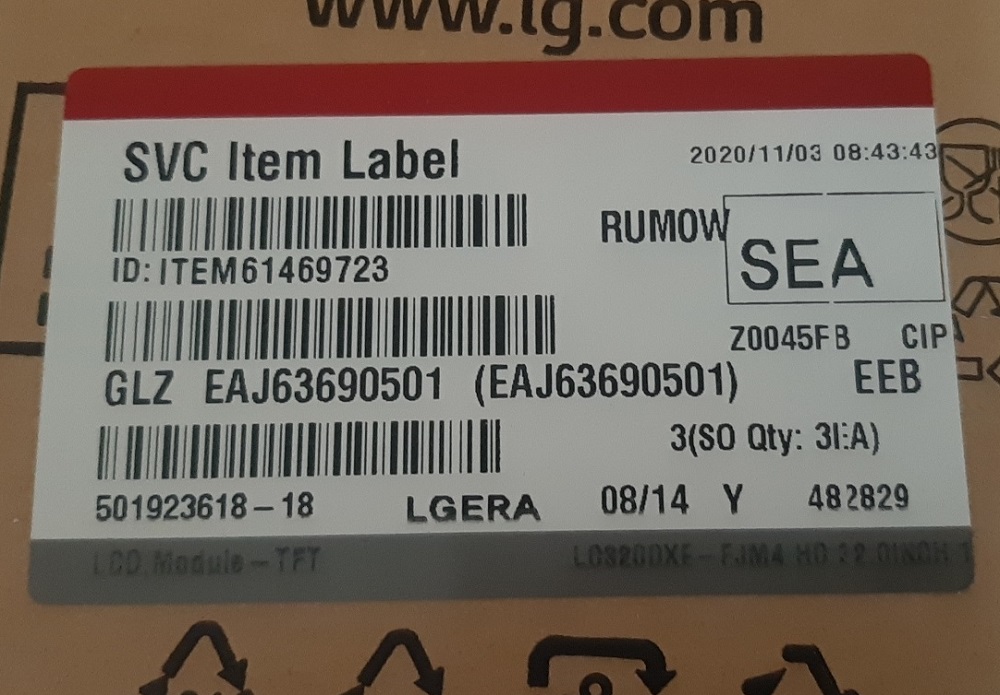 www.lg.com
SVC Item Label
2020/11/03 08:43:43
RUMOW
SEA
ID: ITEM61469723
Z0045FB CIP
GLZ EAJ63690501 (EAJ63690501)
EEB
3(SO Qty: 3EA)
501923618-18 LGERA 08/14 Y 482829
LCD Module-TFT